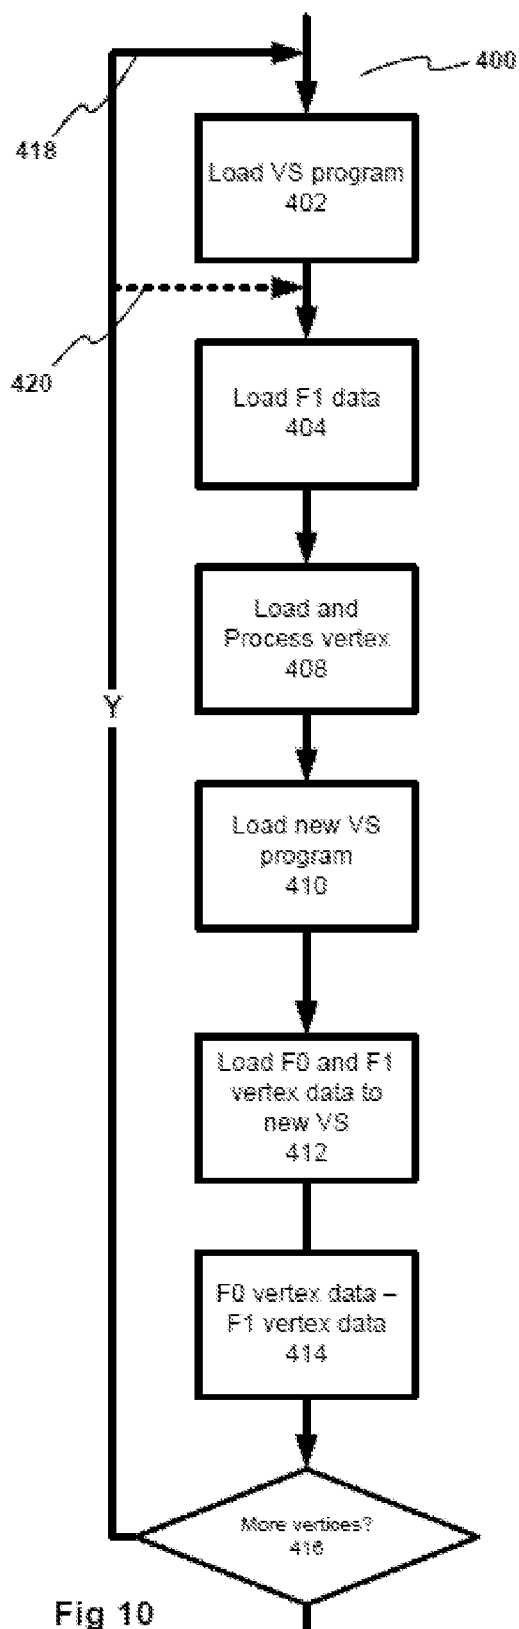 400
418
Load VS program
402
420
Load F1 data
404
Load and
Process vertex
408
Y
Load new VS
program
410
Load F0 and F1
vertex data to
new VS
412
F0 vertex data –
F1 vertex data
414
More vertices?
416
Fig 10